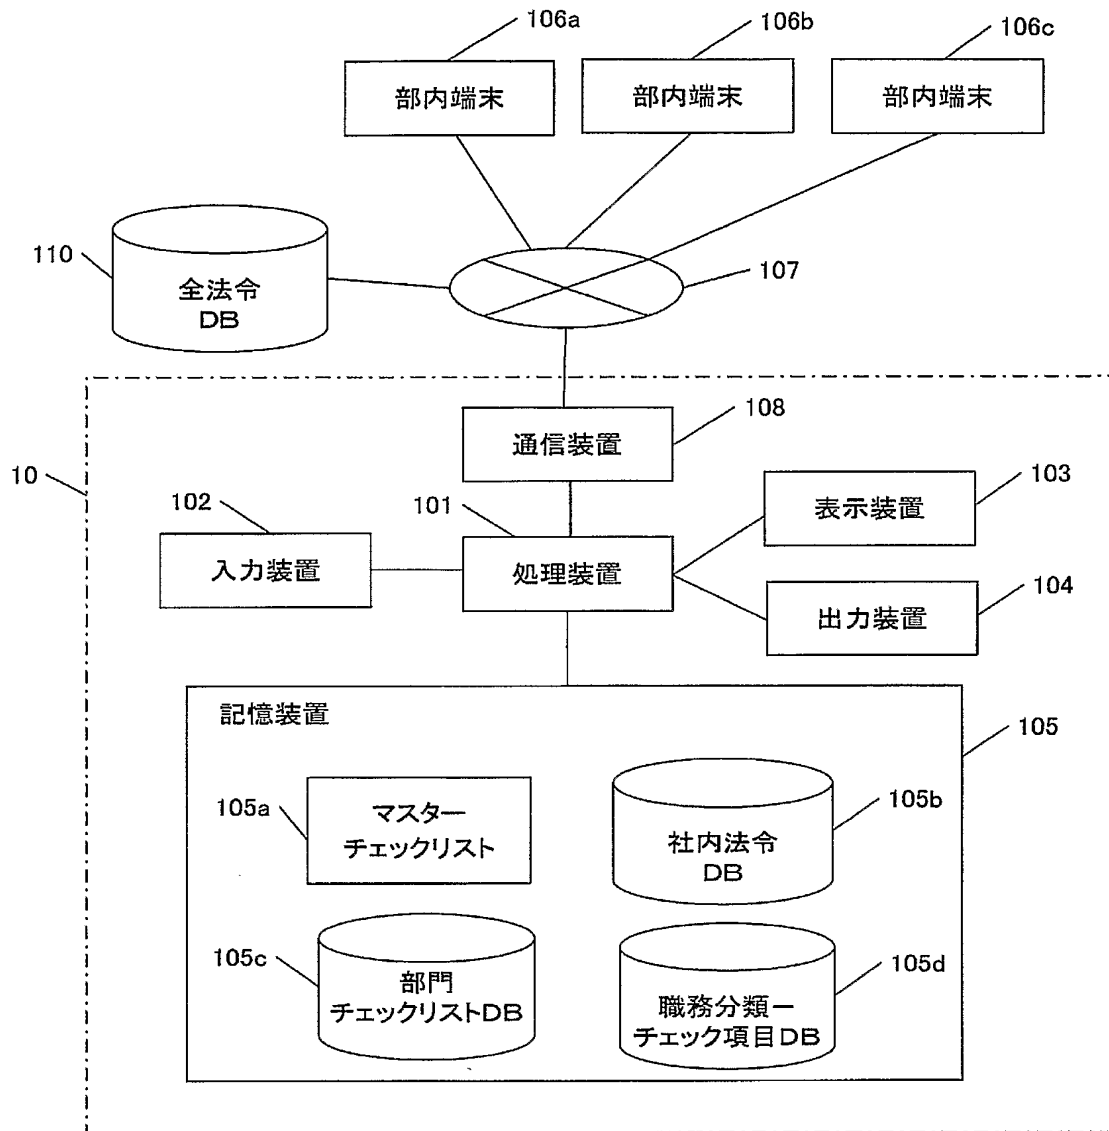 106a
106b
106c
部内端末
部内端末
部内端末
110
全法令
DB
107
108
通信装置
10
102
101
103
入力装置
処理装置
表示装置
104
出力装置
記憶装置
105
105a
マスター
チェックリスト
105b
社内法令
DB
105c
部門
チェックリストDB
105d
職務分類ー
チェック項目DB